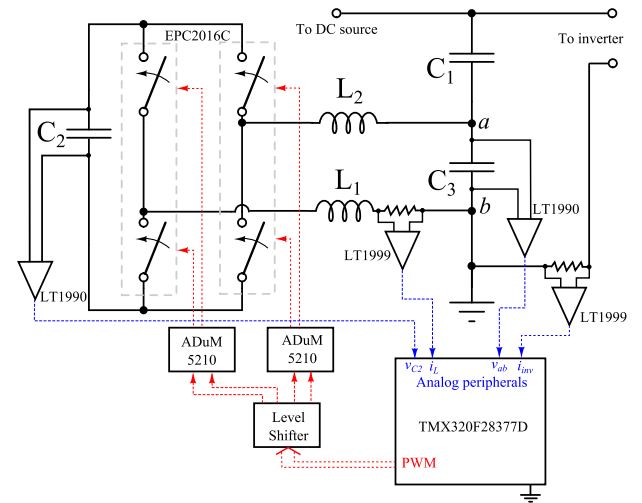 EPC2016C
To DC source
To inverter
C1
L2
a
C2
C3
L1
b
LT1990
LT1999
LT1990
LT1999
ADuM
5210
ADuM
5210
vC2 iL vab iinv
Analog peripherals
Level
Shifter
TMX320F28377D
PWM